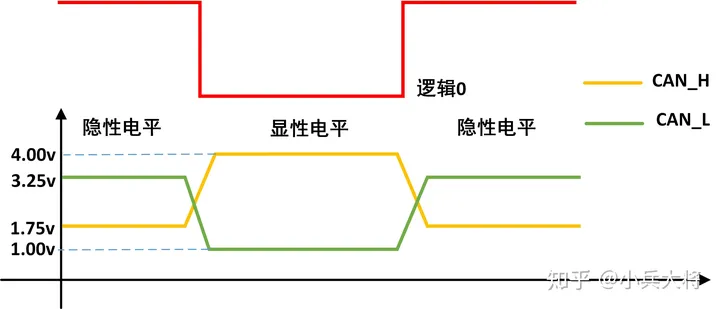 逻辑0
CAN_H
CAN_L
隐性电平
显性电平
隐性电平
4.00v
3.25v
1.75v
1.00v
知乎 @小兵大将